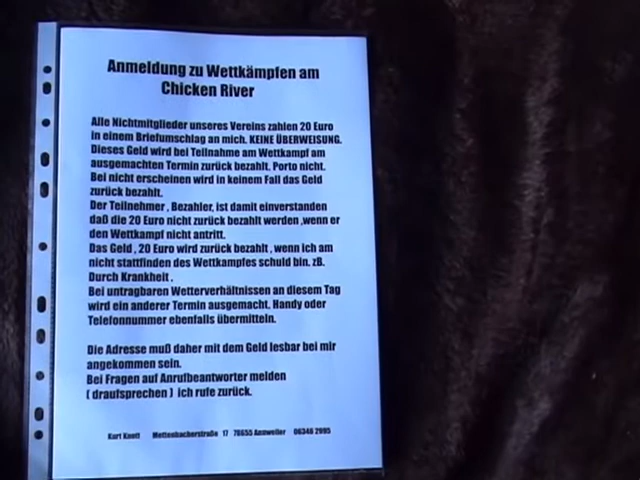 Anmeldung zu Wettkämpfen am
Chicken River
Alle Nichtmitglieder unseres Vereins zahlen 20 Euro
in einem Briefumschlag an mich. KEINE ÜBERWEISUNG.
Dieses Geld wird bei Teilnahme am Wettkampf am
ausgemachten Termin zurück bezahlt. Porto nicht.
Bei nicht erscheinen wird in keinem Fall das Geld
zurück bezahlt.
Der Teilnehmer , Bezahler, ist damit einverstanden
daß die 20 Euro nicht zurück bezahlt werden ,wenn er
den Wettkampf nicht antritt.
Das Geld , 20 Euro wird zurück bezahlt , wenn ich am
nicht stattfinden des Wettkampfes schuld bin. zB.
Durch Krankheit .
Bei untragbaren Wetterverhältnissen an diesem Tag
wird ein anderer Termin ausgemacht. Handy oder
Telefonnummer ebenfalls übermitteln.
Die Adresse muß daher mit dem Geld lesbar bei mir
angekommen sein.
Bei Fragen auf Anrufbeantworter melden
( draufsprechen ) ich rufe zurück.
Kurt 17 Annweiler 06346 2995